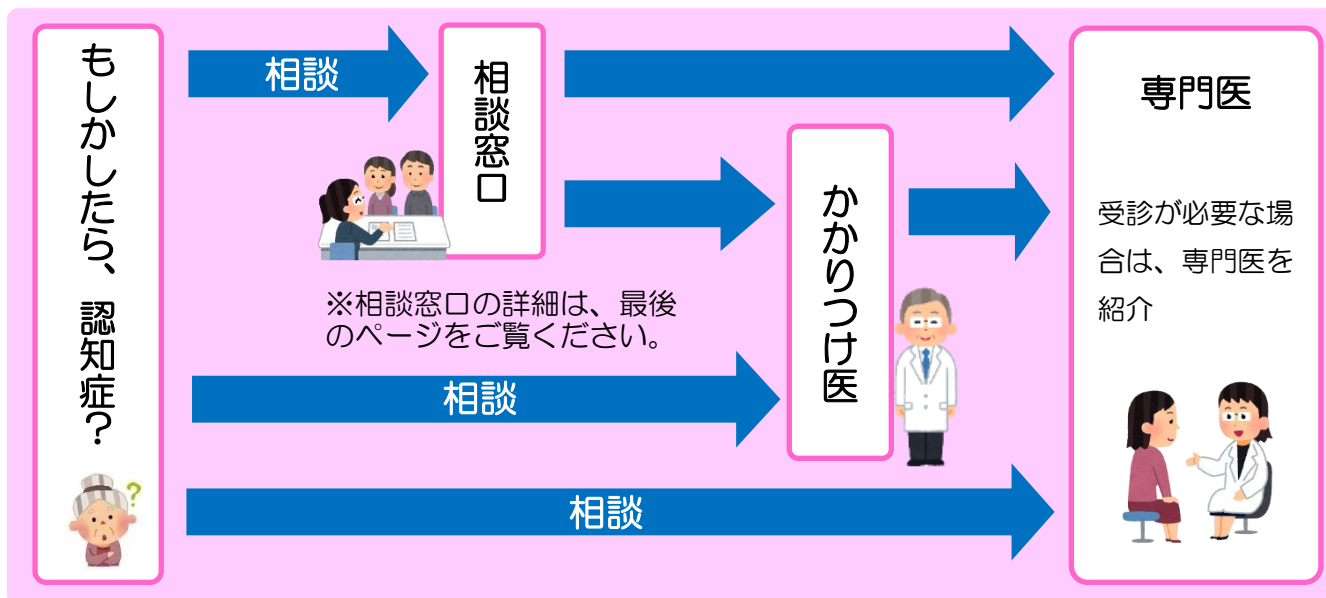 もしかしたら、認知症？
相談
相談窓口
※相談窓口の詳細は、最後
のページをご覧ください。
相談
かかりつけ医
相談
専門医
受診が必要な場
合は、専門医を
紹介
?